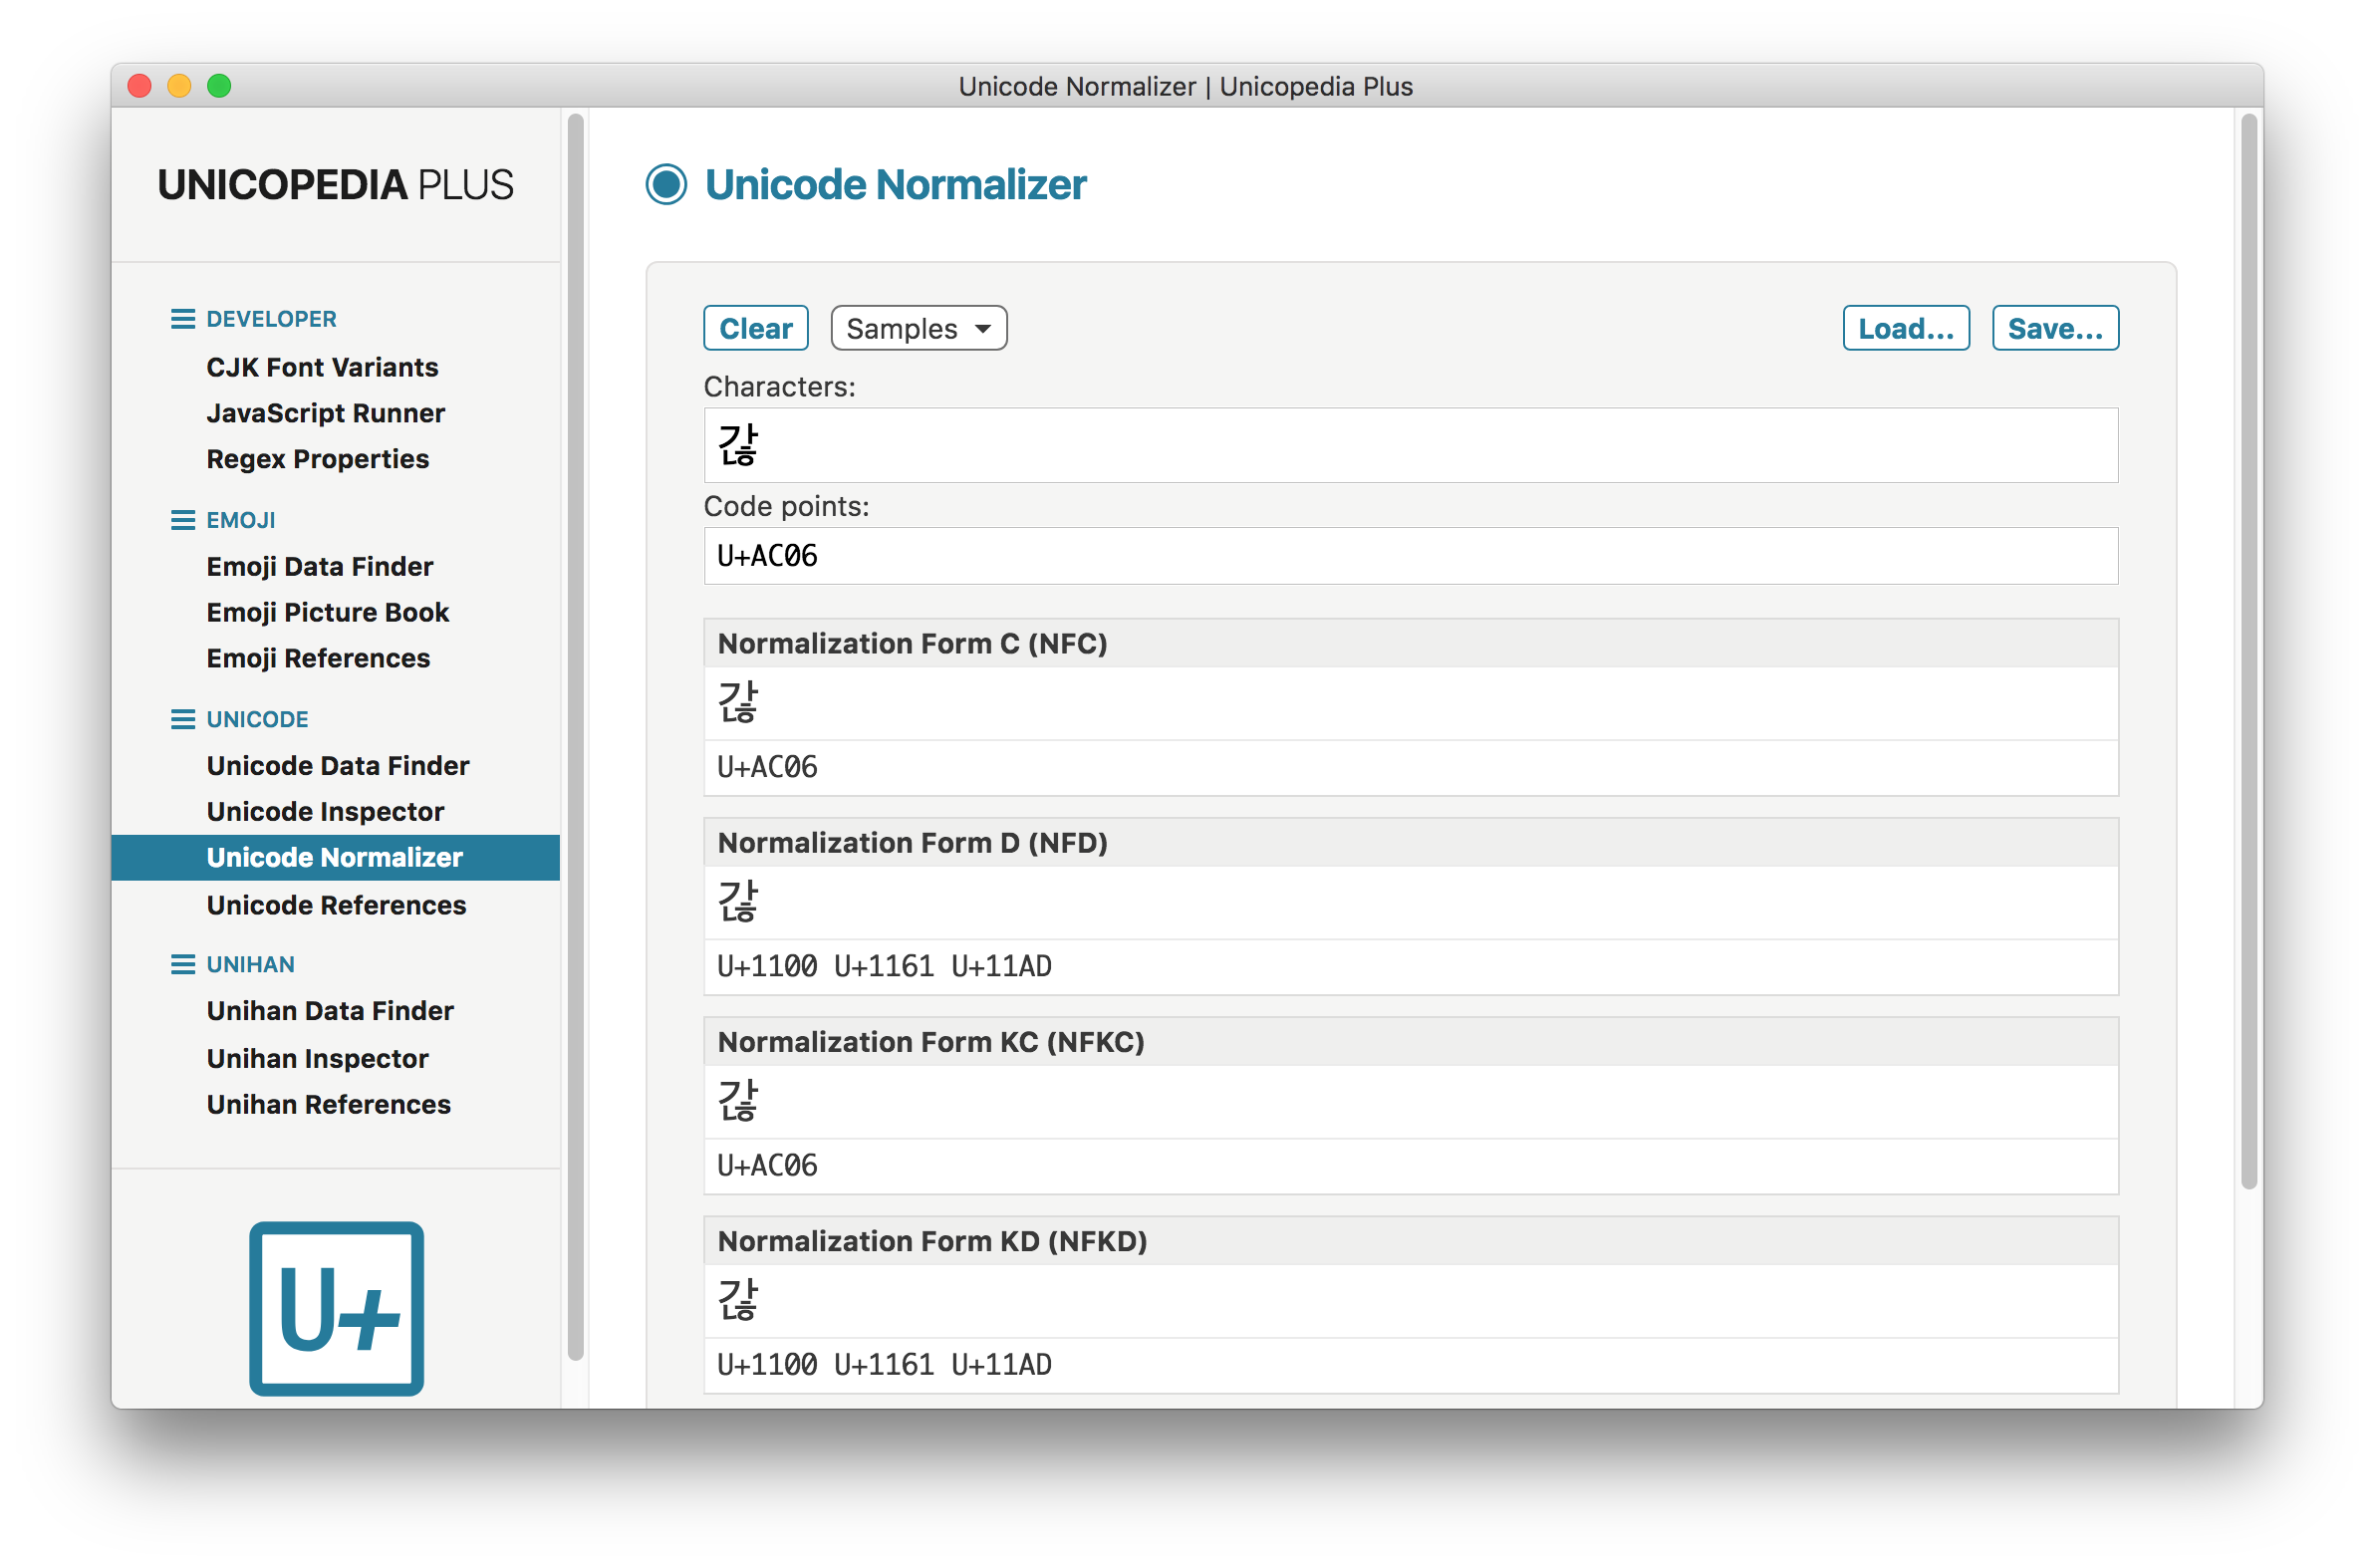 Unicode Normalizer | Unicopedia Plus
UNICOPEDIA PLUS
DEVELOPER
CJK Font Variants
JavaScript Runner
Regex Properties
EMOJI
Emoji Data Finder
Emoji Picture Book
Emoji References
UNICODE
Unicode Data Finder
Unicode Inspector
Unicode Normalizer
Unicode References
UNIHAN
Unihan Data Finder
Unihan Inspector
Unihan References
U+
Unicode Normalizer
Clear Samples Load... Save...
Characters:
갆
Code points:
U+AC06
Normalization Form C (NFC)
갆
U+AC06
Normalization Form D (NFD)
갆
U+1100 U+1161 U+11AD
Normalization Form KC (NFKC)
갆
U+AC06
Normalization Form KD (NFKD)
갆
U+1100 U+1161 U+11AD